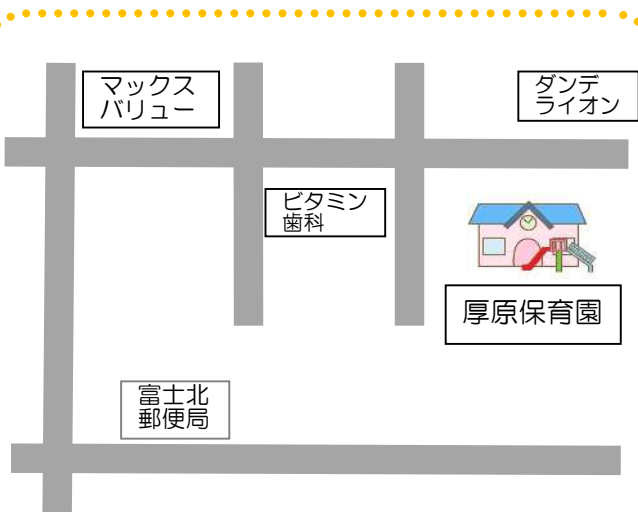 マックス
バリュー
ダンデ
ライオン
ビタミン
歯科
厚原保育園
富士北
郵便局